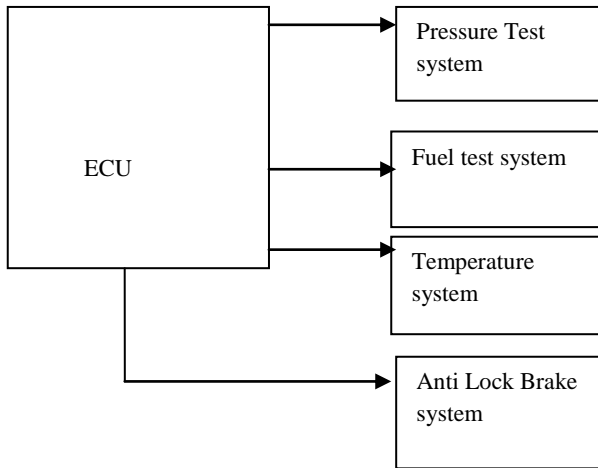 Pressure Test
system
ECU
Fuel test system
Temperature
system
Anti Lock Brake
system